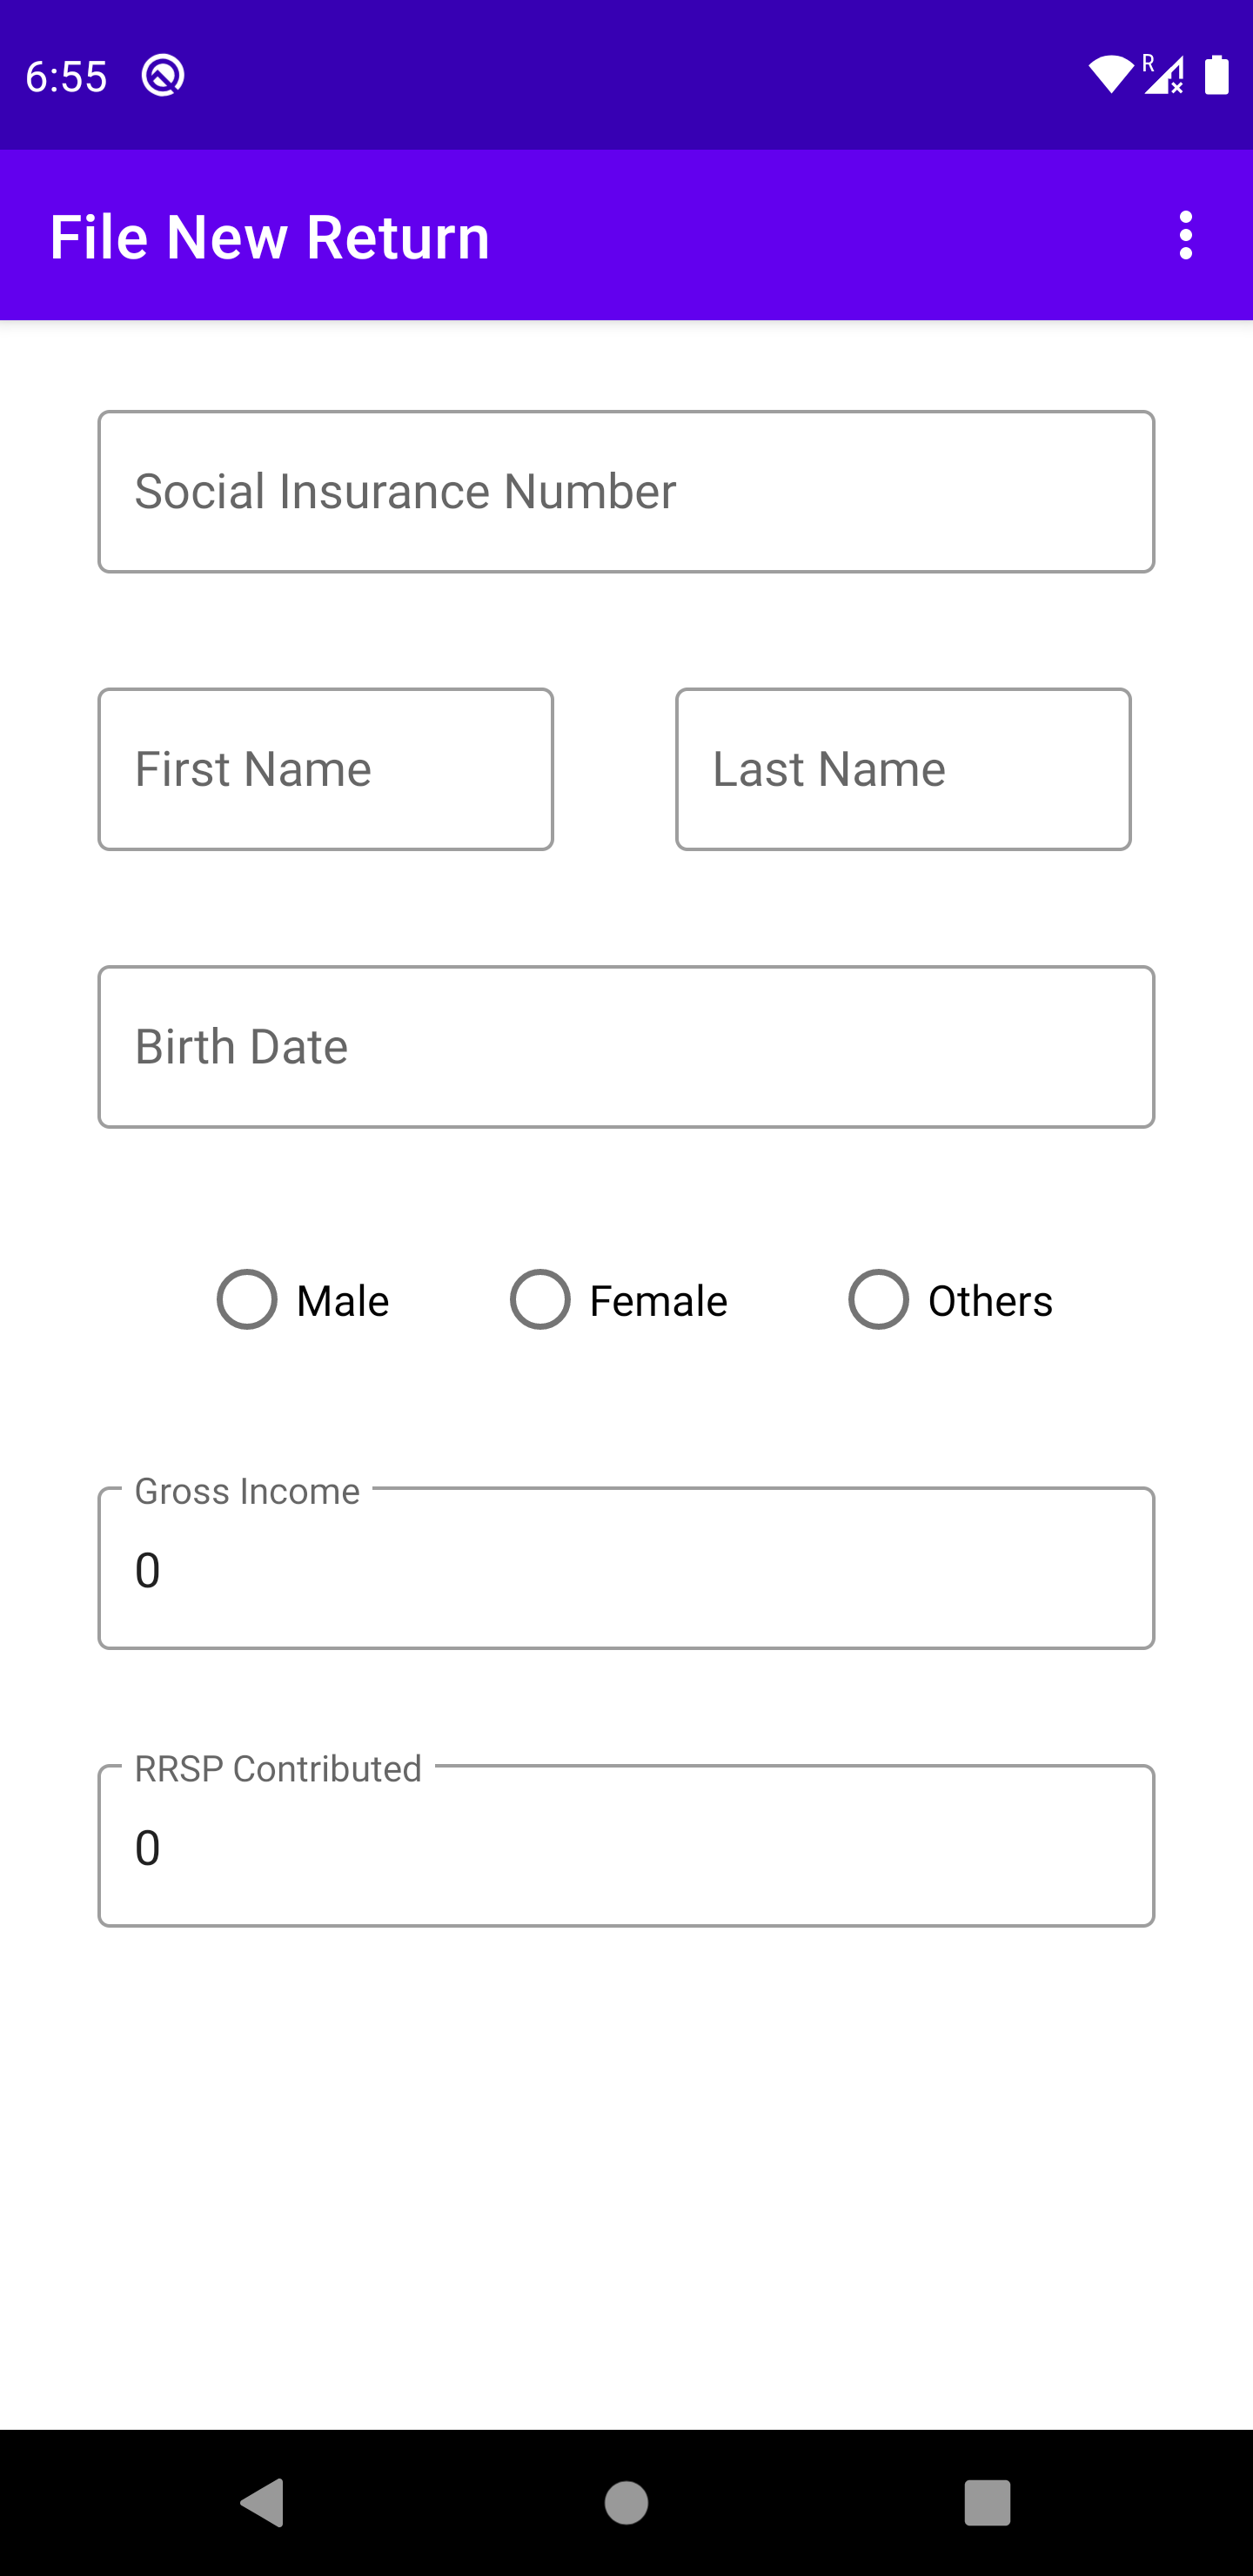 6:55 R
File New Return
Social Insurance Number
First Name Last Name
Birth Date
Male Female Others
Gross Income
0
RRSP Contributed
0